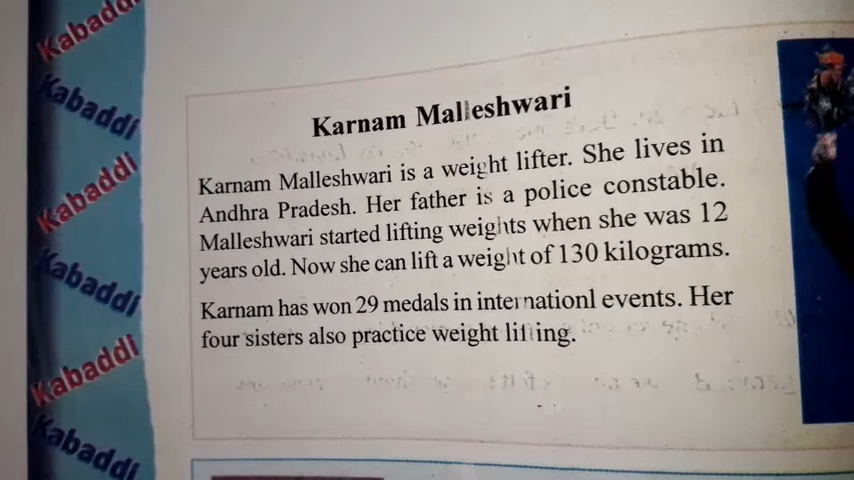 Kabaddi
Kabaddi
Kabaddi
Kabaddi
Kabaddi
Kabaddi
Karnam Malleshwari
Karnam Malleshwari is a weight lifter. She lives in
Andhra Pradesh. Her father is a police constable.
Malleshwari started lifting weights when she was 12
years old. Now she can lift a weight of 130 kilograms.
Karnam has won 29 medals in internationl events. Her
four sisters also practice weight lifting.